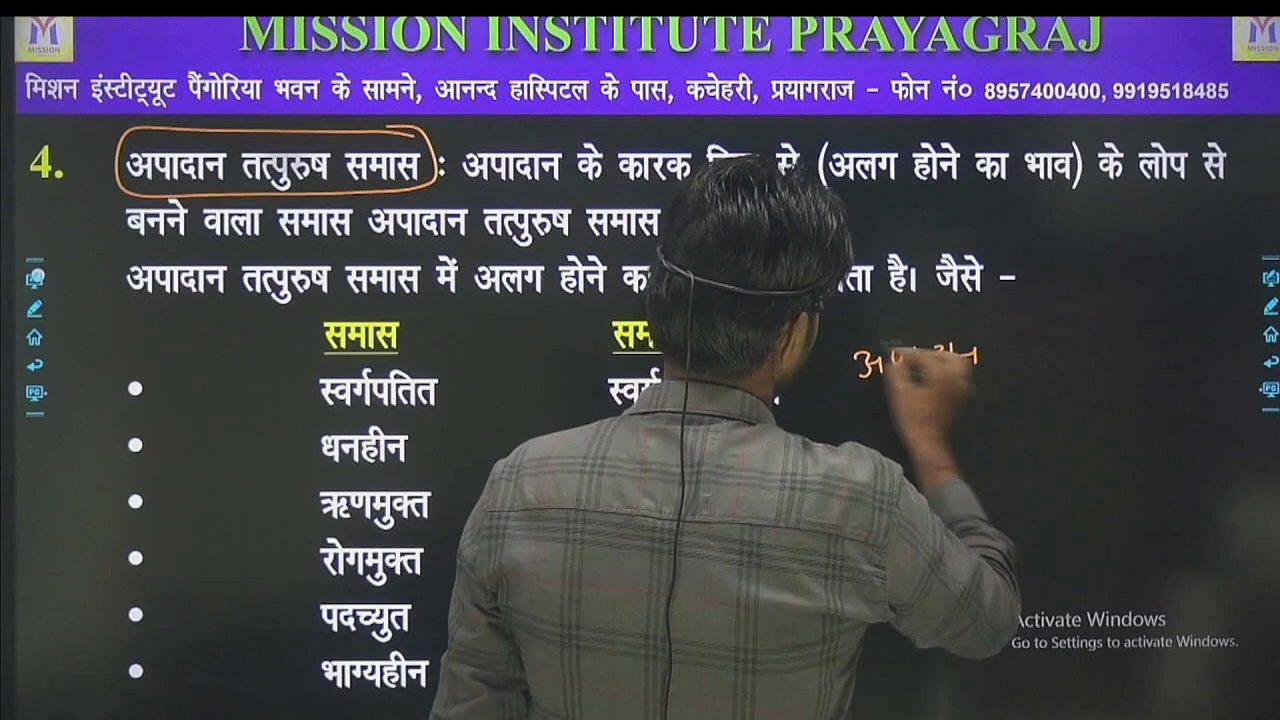 MISSION INSTITUTE PRAYAGRAJ
MISSION
MISSION
मिशन इंस्टीट्यूट पैंगोरिया भवन के सामने, आनन्द हास्पिटल के पास, कचेहरी, प्रयागराज - फोन नं० 8957400400, 9919518485
4. अपादान तत्पुरुष समास : अपादान के कारक से (अलग होने का भाव) के लोप से
बनने वाला समास अपादान तत्पुरुष समास
अपादान तत्पुरुष समास में अलग होने है। जैसे –
समास
• स्वर्गपतित
• धनहीन
• ऋणमुक्त
• रोगमुक्त
• पदच्युत
• भाग्यहीन
Activate Windows
Go to Settings to activate Windows.